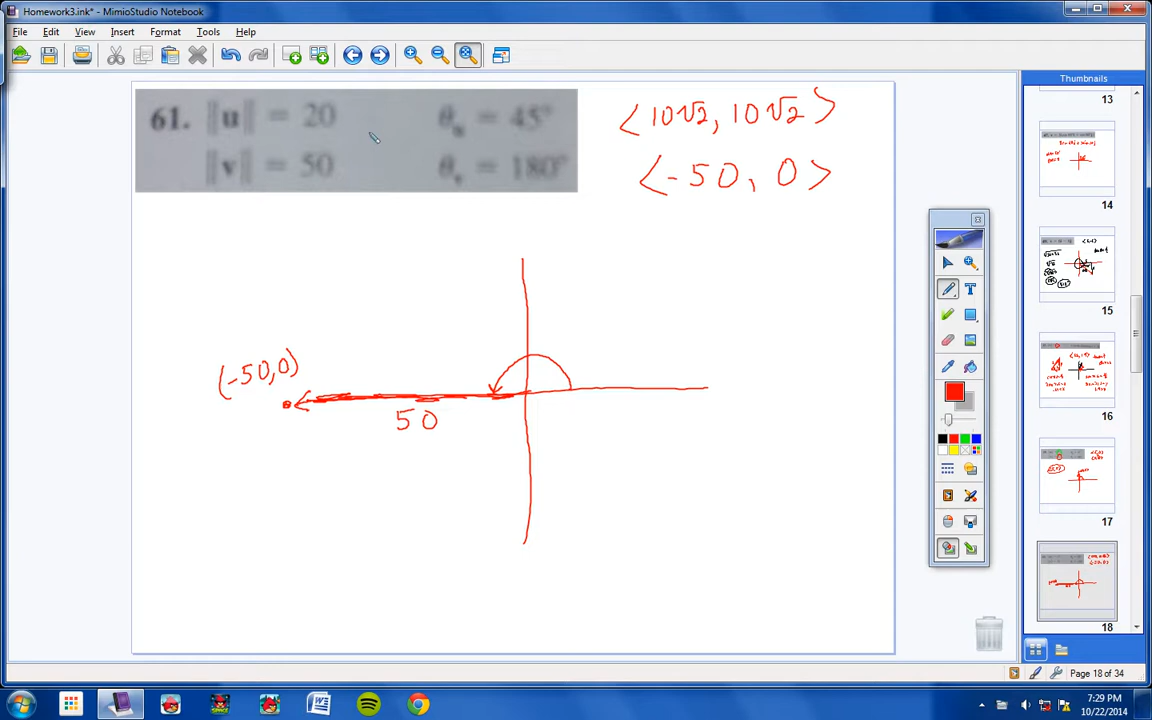 Homework3.ink* - MimioStudio Notebook
File Edit View Insert Format Tools Help
61. ||u|| = 20 θu = 45°
||v|| = 50 θv = 180°
<10√2, 10√2>
<-50, 0>
(-50,0)
50
Thumbnails
13
14
15
16
17
18
Page 18 of 34
7:29 PM
10/22/2014